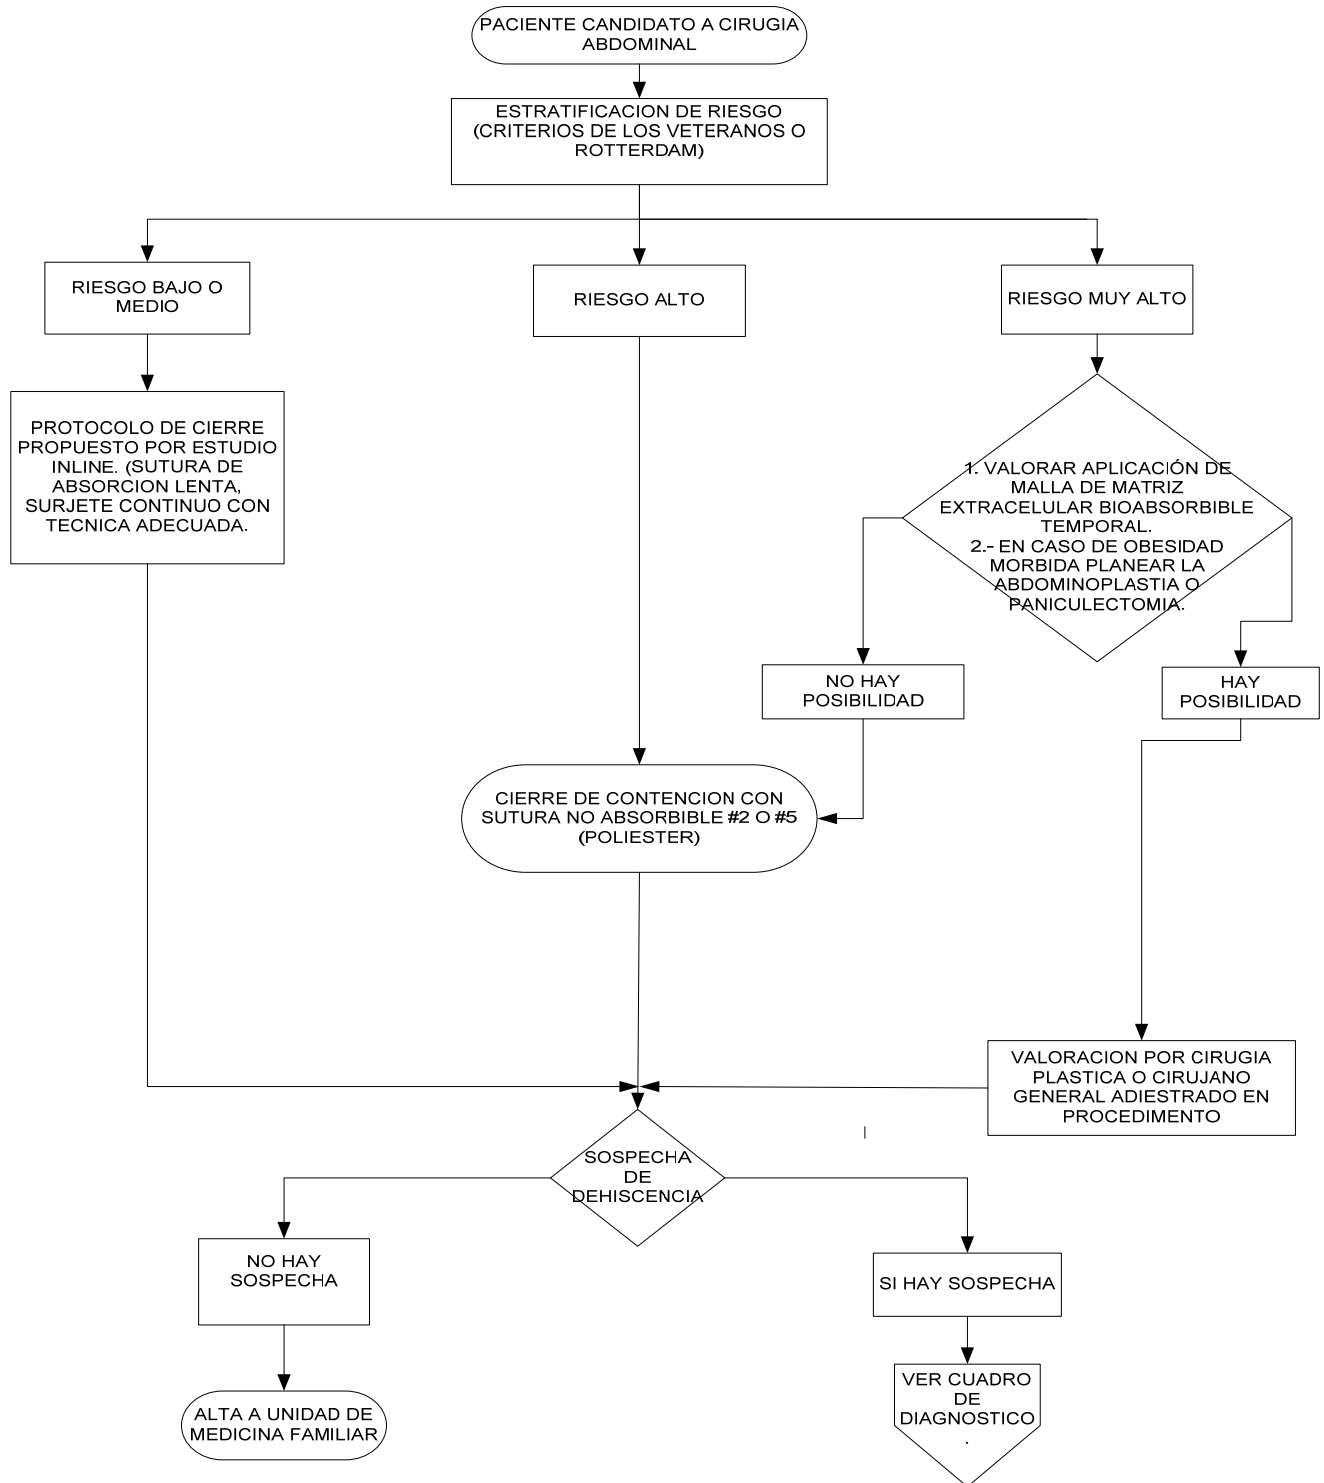 PACIENTE CANDIDATO A CIRUGIA
ABDOMINAL
ESTRATIFICACION DE RIESGO
(CRITERIOS DE LOS VETERANOS O
ROTTERDAM)
RIESGO BAJO O
MEDIO
RIESGO ALTO
RIESGO MUY ALTO
PROTOCOLO DE CIERRE
PROPUESTO POR ESTUDIO
INLINE. (SUTURA DE
ABSORCION LENTA,
SURJETE CONTINUO CON
TECNICA ADECUADA.
1. VALORAR APLICACIÓN DE
MALLA DE MATRIZ
EXTRACELULAR BIOABSORBIBLE
TEMPORAL.
2.- EN CASO DE OBESIDAD
MORBIDA PLANEAR LA
ABDOMINOPLASTIA O
PANICULECTOMIA.
NO HAY
POSIBILIDAD
HAY
POSIBILIDAD
CIERRE DE CONTENCION CON
SUTURA NO ABSORBIBLE #2 O #5
(POLIESTER)
VALORACION POR CIRUGIA
PLASTICA O CIRUJANO
GENERAL ADIESTRADO EN
PROCEDIMENTO
SOSPECHA
DE
DEHISCENCIA
NO HAY
SOSPECHA
SI HAY SOSPECHA
ALTA A UNIDAD DE
MEDICINA FAMILIAR
VER CUADRO
DE
DIAGNOSTICO
.